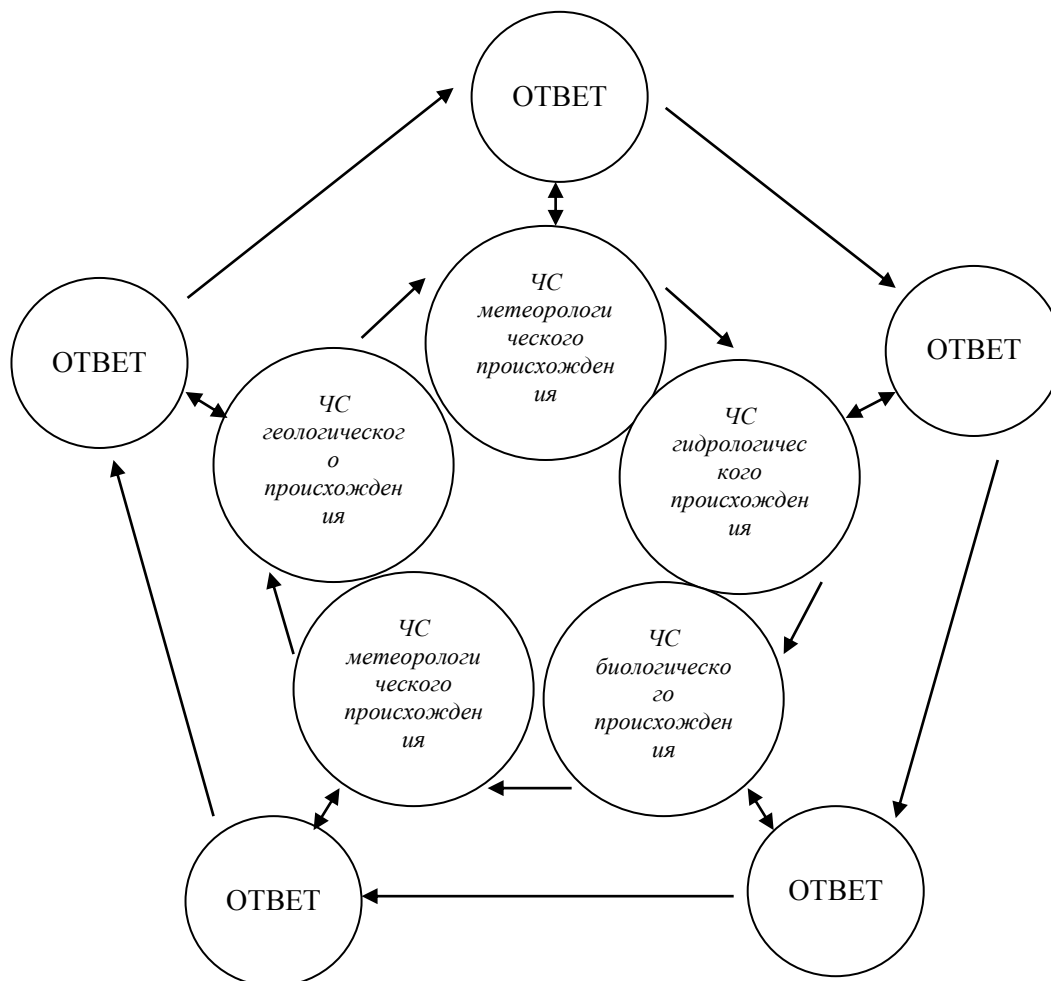 ОТВЕТ
ЧС
метеорологи
ческого
происхожден
ия
ОТВЕТ
ОТВЕТ
ЧС
геологическог
о
происхожден
ия
ЧС
гидрологичес
кого
происхожден
ия
ЧС
метеорологи
ческого
происхожден
ия
ЧС
биологическо
го
происхожден
ия
ОТВЕТ
ОТВЕТ